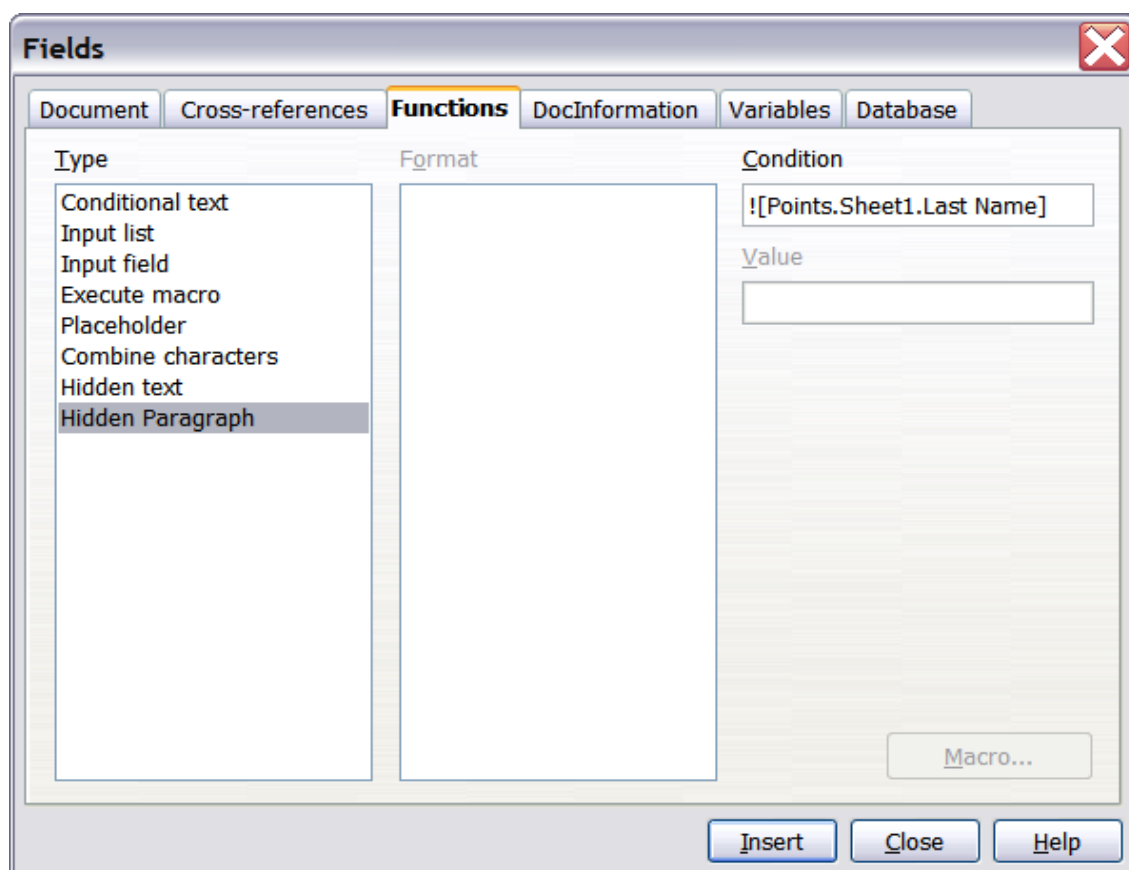 Fields
Document Cross-references Functions DocInformation Variables Database
Type Format Condition
Conditional text
Input list
Input field
Execute macro
Placeholder
Combine characters
Hidden text
Hidden Paragraph
![Points.Sheet1.Last Name]
Value
Macro...
Insert Close Help